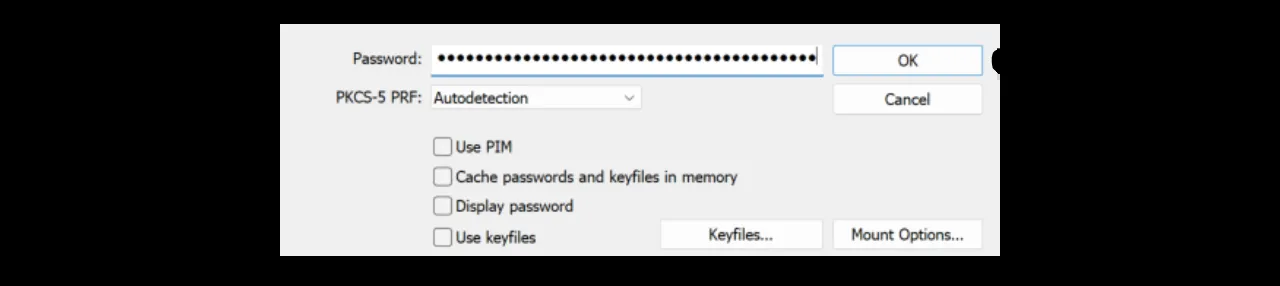 Password: ••••••••••••••••••••••••••••••••••••••••• OK
PKCS-5 PRF: Autodetection Cancel
Use PIM
Cache passwords and keyfiles in memory
Display password
Use keyfiles Keyfiles... Mount Options...